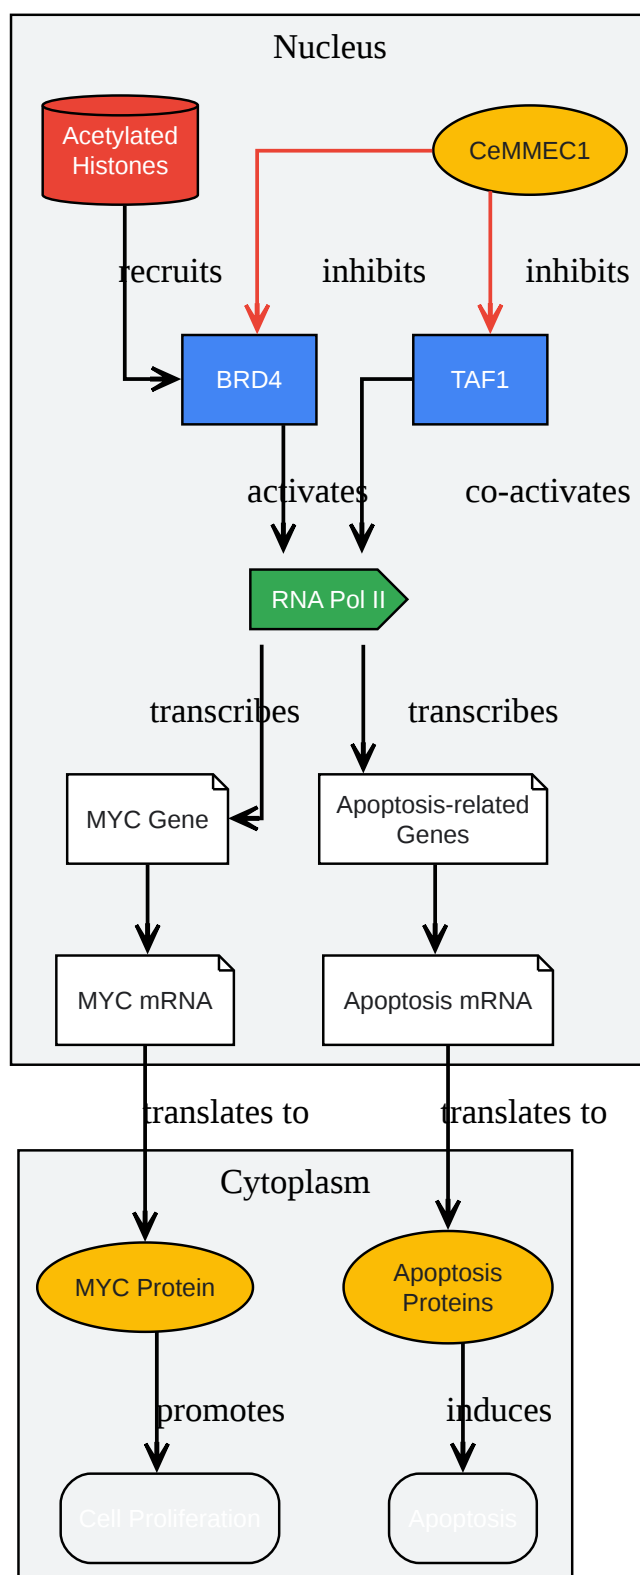 Nucleus
Acetylated
Histones
CeMMEC1
recruits
inhibits
inhibits
BRD4
TAF1
activates
co-activates
RNA Pol II
transcribes
transcribes
MYC Gene
Apoptosis-related
Genes
MYC mRNA
Apoptosis mRNA
translates to
translates to
Cytoplasm
MYC Protein
Apoptosis
Proteins
promotes
induces
Cell Proliferation
Apoptosis